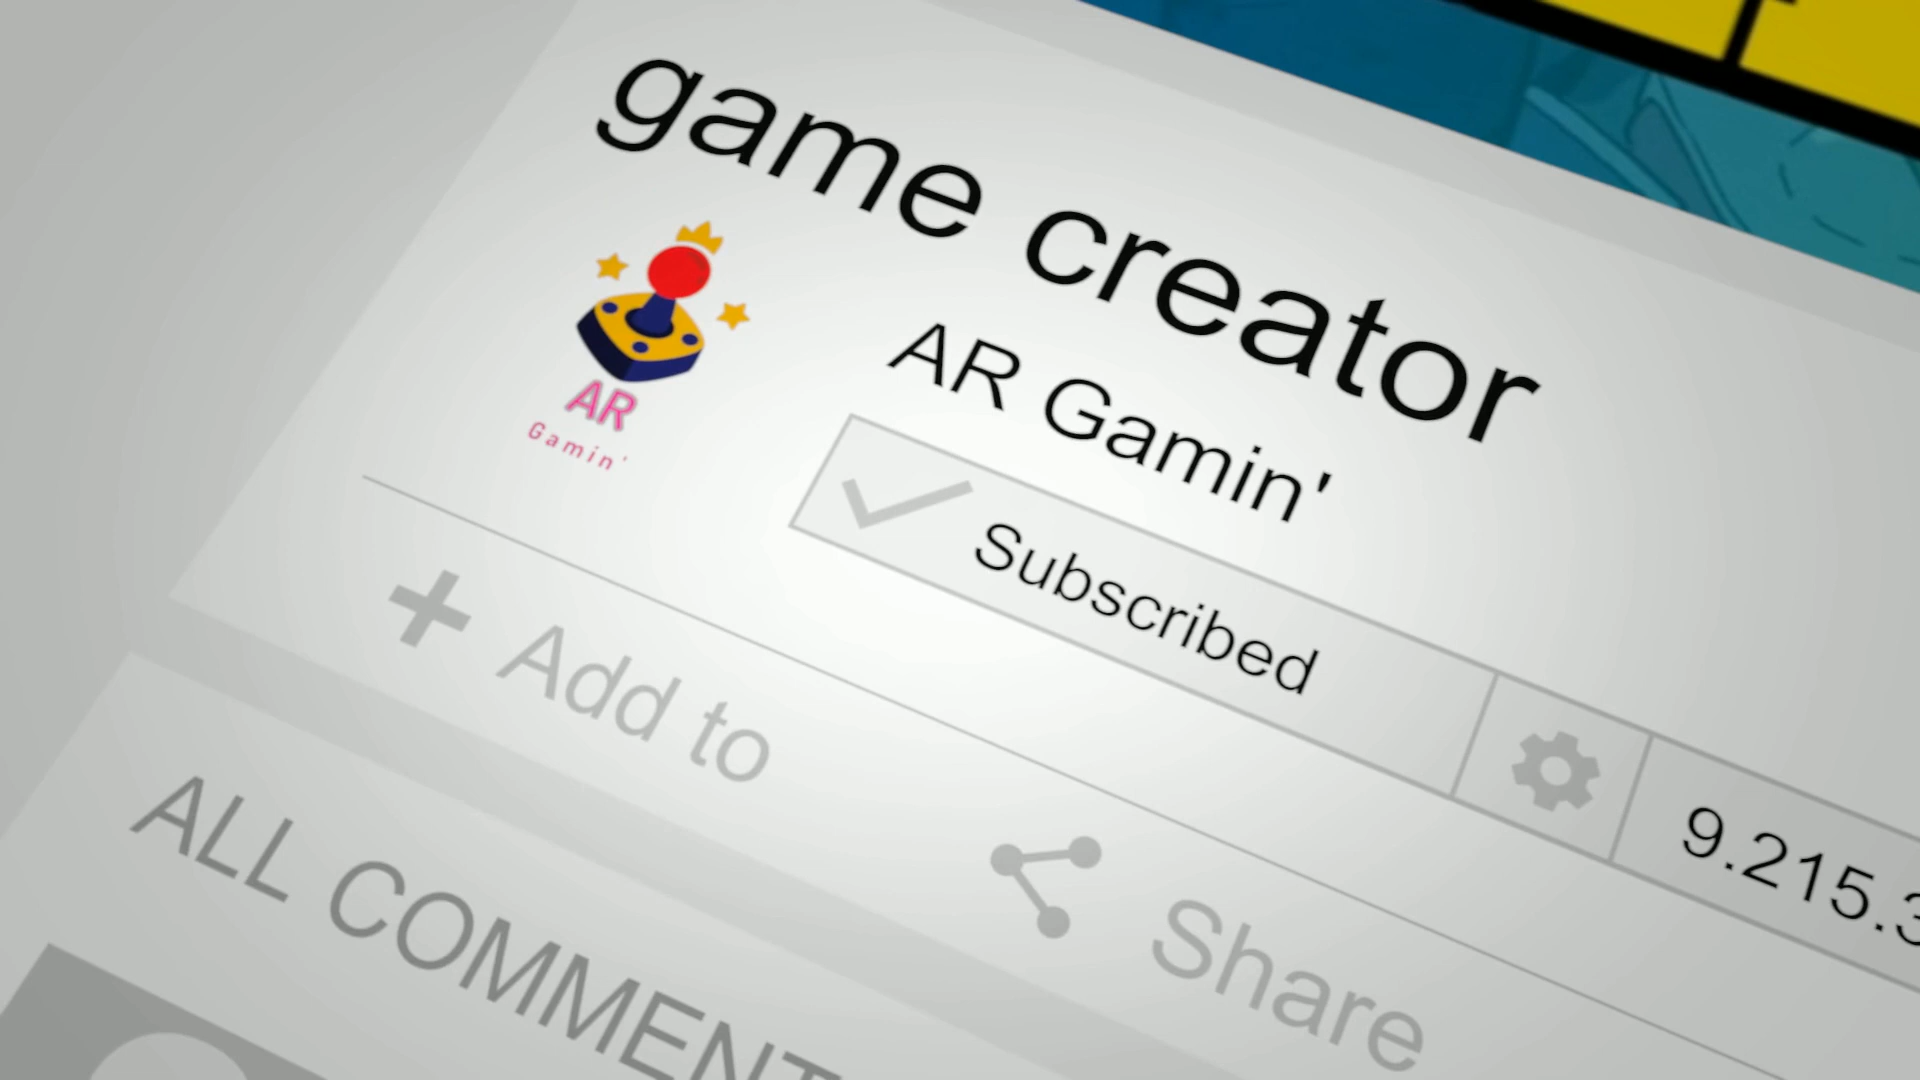 game creator
AR Gamin'
AR
Gamin'
Subscribed
9.215.3
Add to
Share
ALL COMMENT